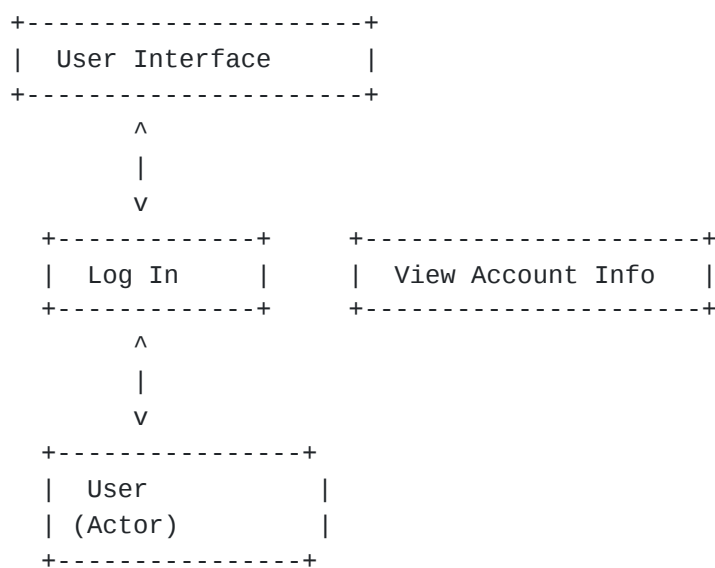 +----------------------+
|  User Interface      |
+----------------------+
        ^
        |
        v
  +-------------+     +----------------------+
  |  Log In     |     |  View Account Info   |
  +-------------+     +----------------------+
        ^
        |
        v
  +----------------+
  |  User           |
  | (Actor)         |
  +----------------+